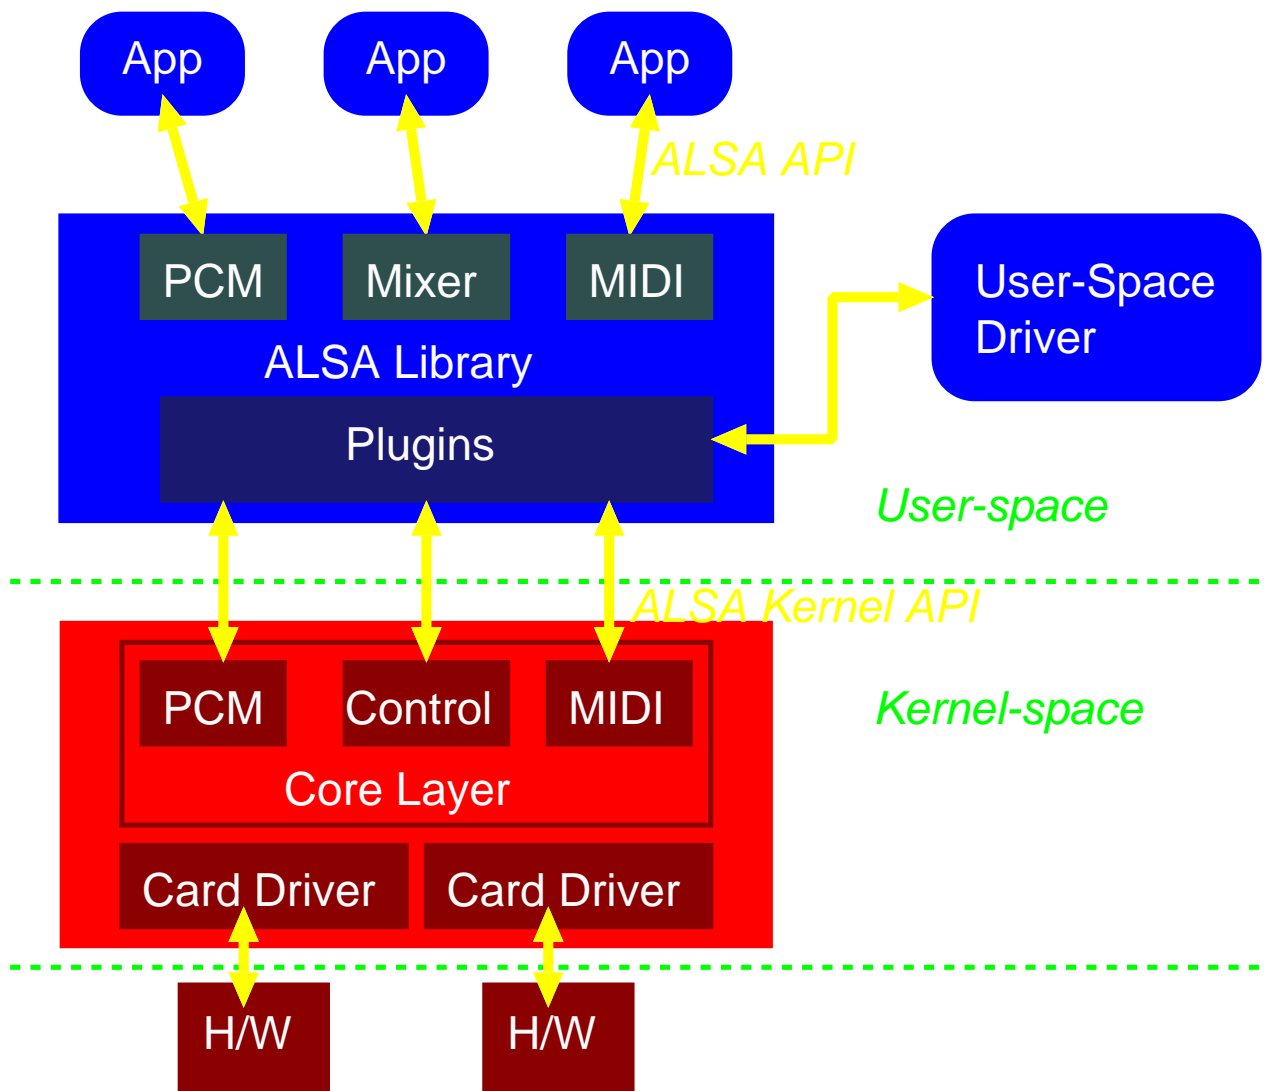 App
App
App
ALSA API
PCM
Mixer
MIDI
User-Space
Driver
ALSA Library
Plugins
User-space
ALSA Kernel API
PCM
Control
MIDI
Kernel-space
Core Layer
Card Driver
Card Driver
H/W
H/W